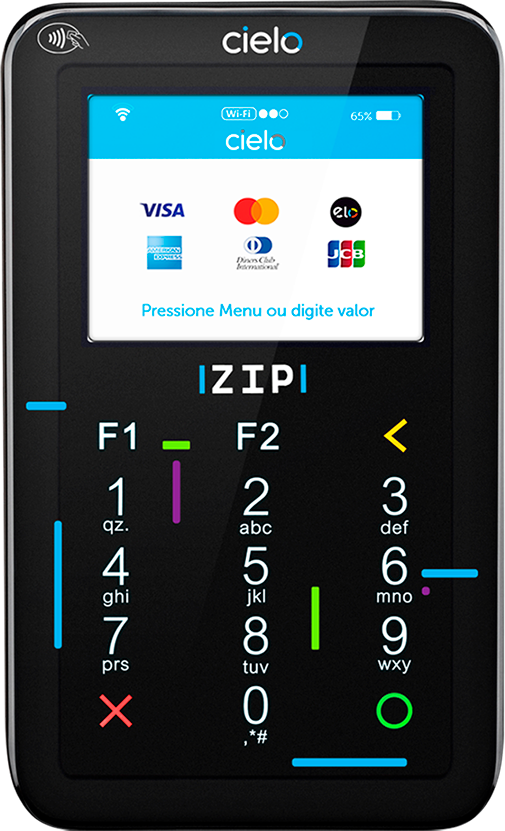 cielo
Wi-Fi 65%
cielo
VISA elo
AMERICAN EXPRESS Diners Club International JCB
Pressione Menu ou digite valor
ZIP
F1 F2 <
1 2 3
qz. abc def
4 5 6
ghi jkl mno
7 8 9
prs tuv wxy
0
,*#